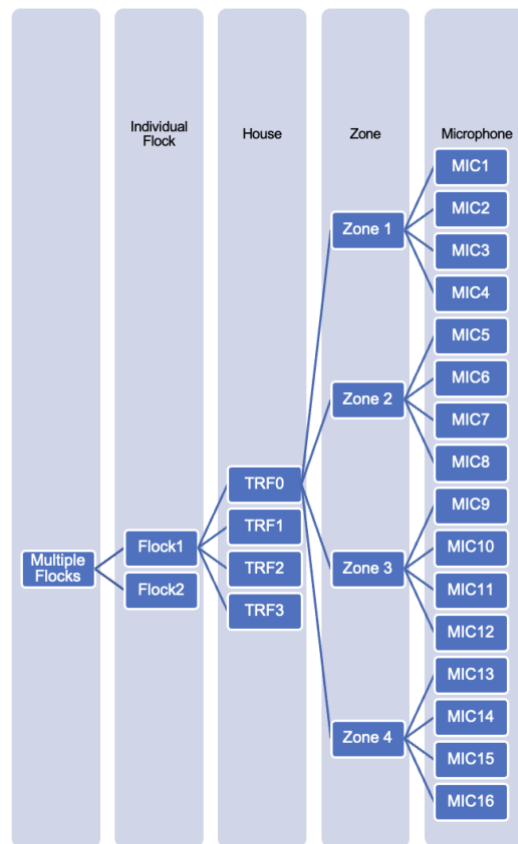 Individual
Flock
House
Zone
Microphone
Multiple
Flocks
Flock1
Flock2
TRF0
TRF1
TRF2
TRF3
Zone 1
Zone 2
Zone 3
Zone 4
MIC1
MIC2
MIC3
MIC4
MIC5
MIC6
MIC7
MIC8
MIC9
MIC10
MIC11
MIC12
MIC13
MIC14
MIC15
MIC16